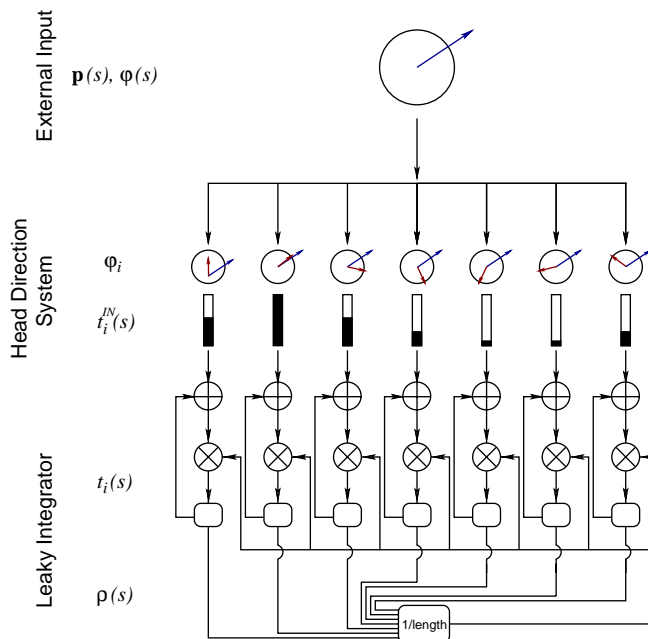 External Input
p(s), φ(s)
Head Direction
System
φi
tiIN(s)
Leaky Integrator
ti(s)
ρ(s)
1/length